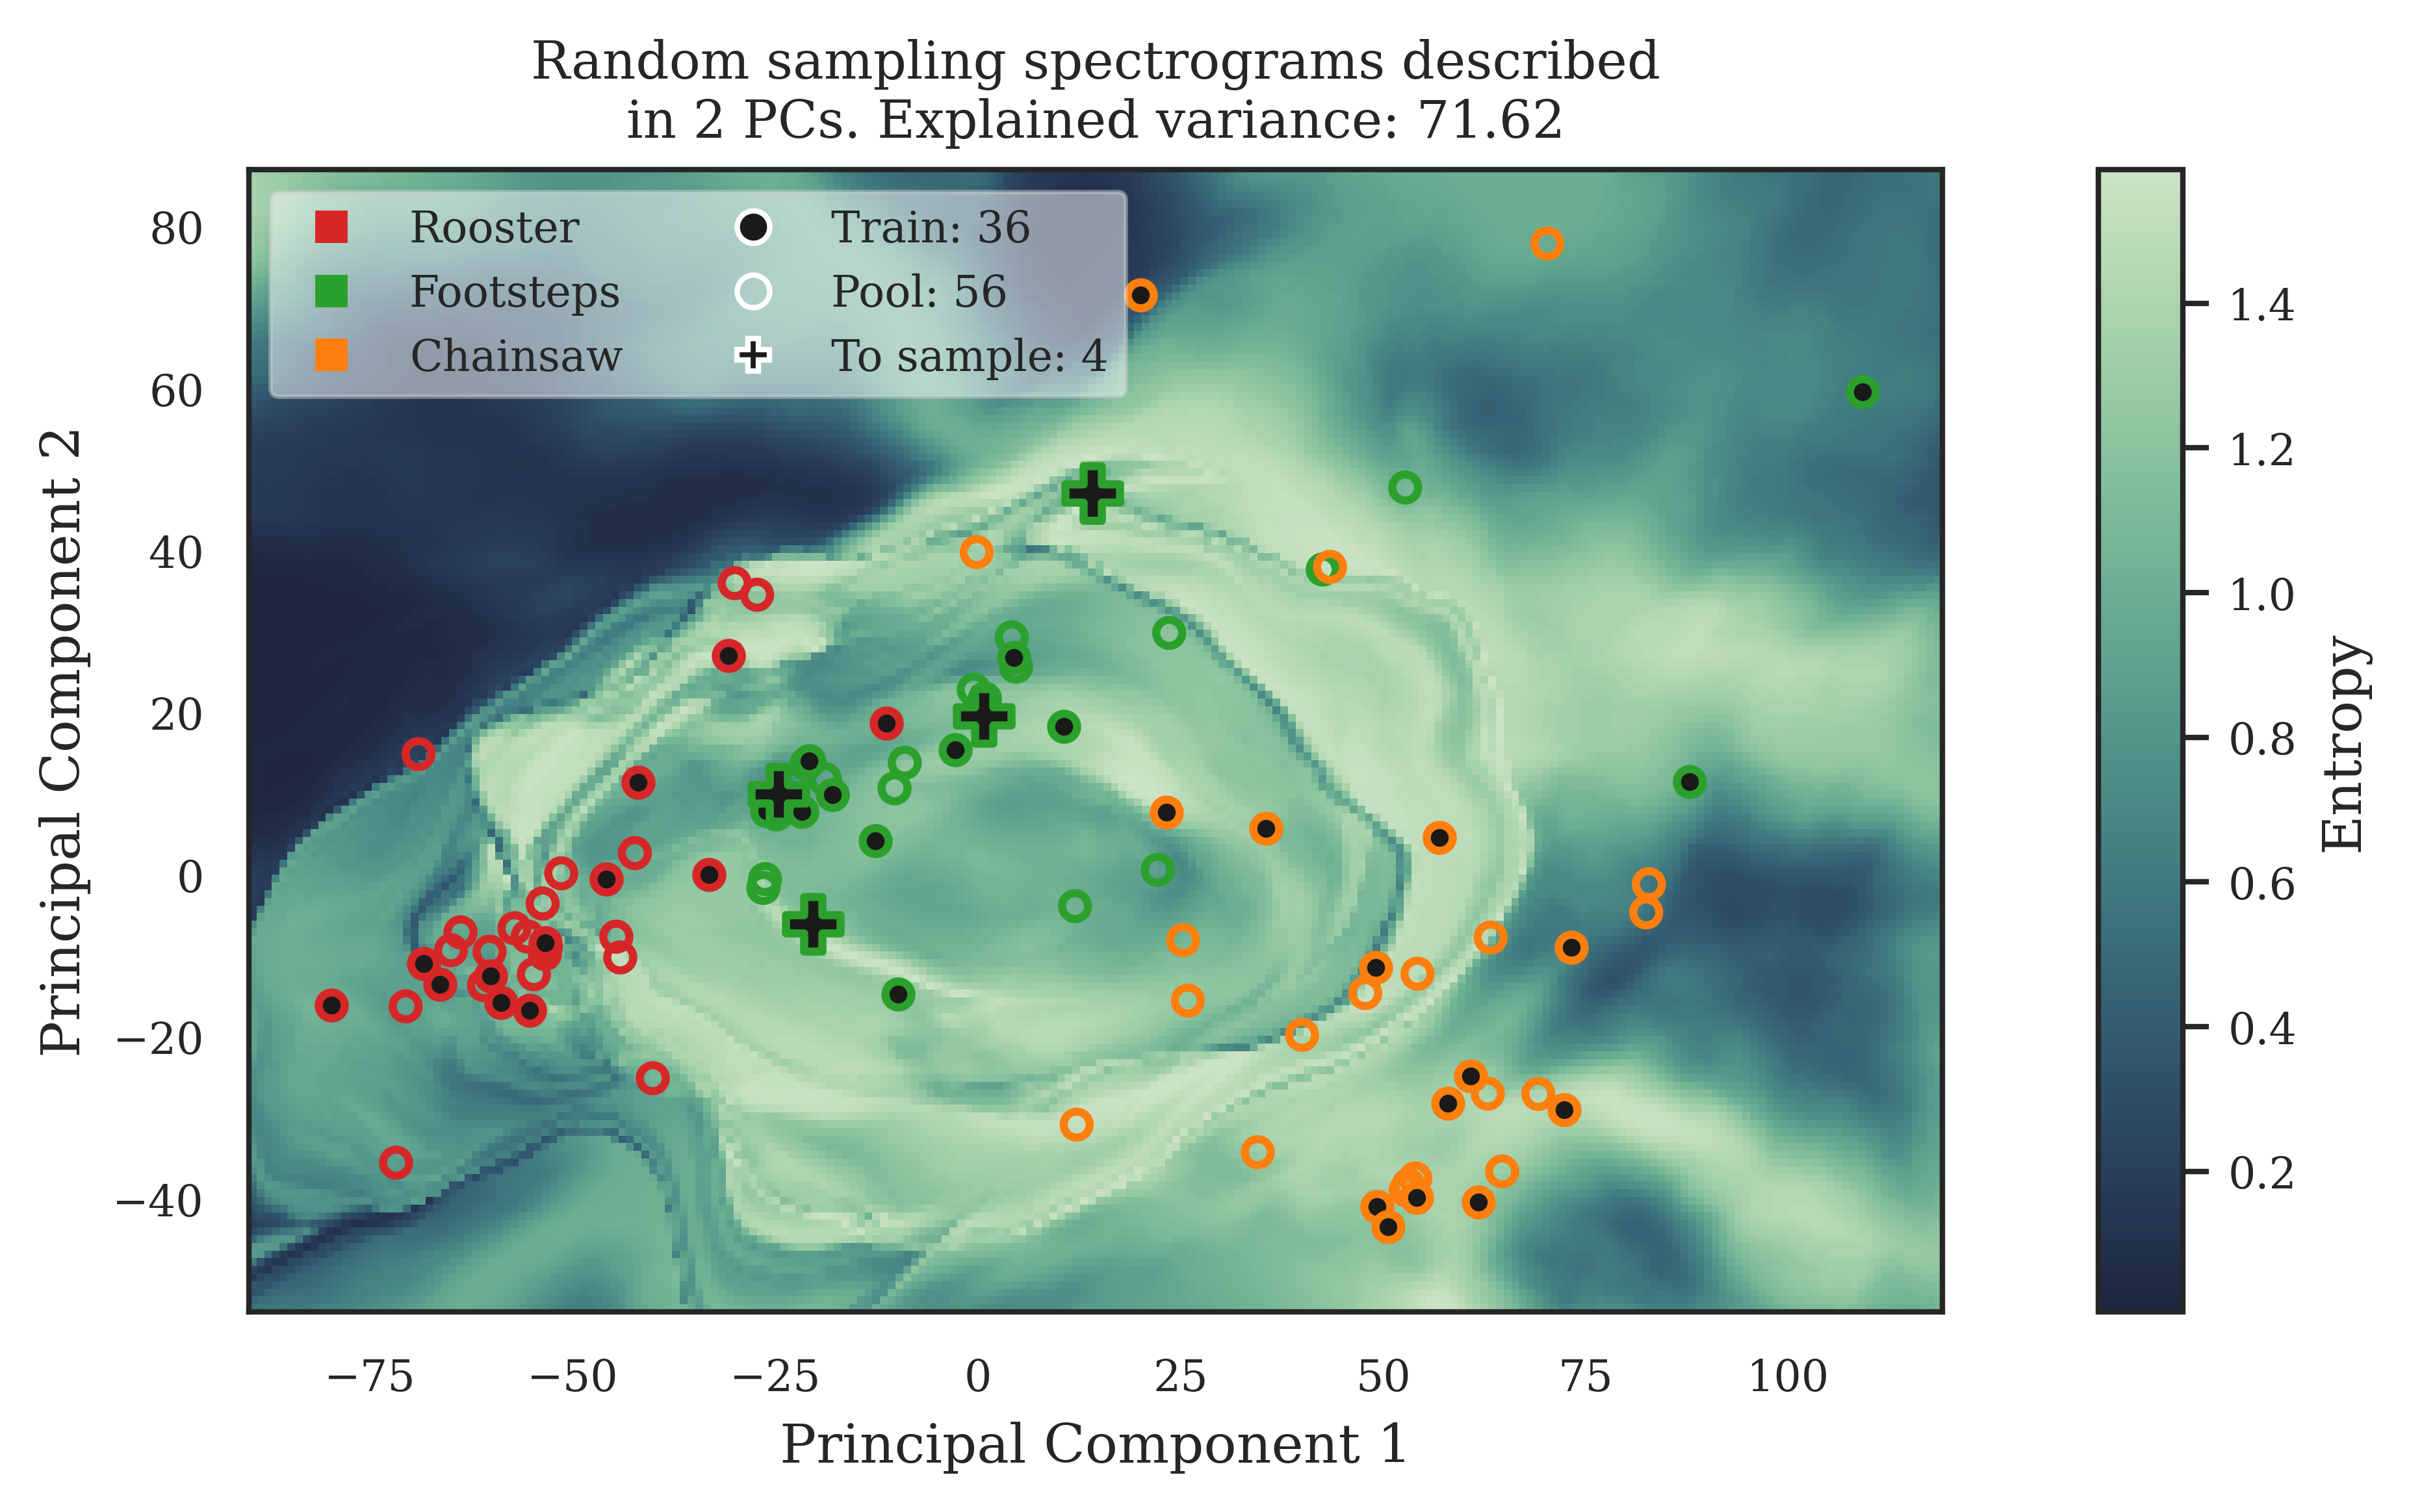 Random sampling spectrograms described
in 2 PCs. Explained variance: 71.62
Rooster
Footsteps
Chainsaw
Train: 36
Pool: 56
To sample: 4
Principal Component 2
80
60
40
20
0
−20
−40
−75 −50 −25 0 25 50 75 100
Principal Component 1
1.4
1.2
1.0
0.8
0.6
0.4
0.2
Entropy